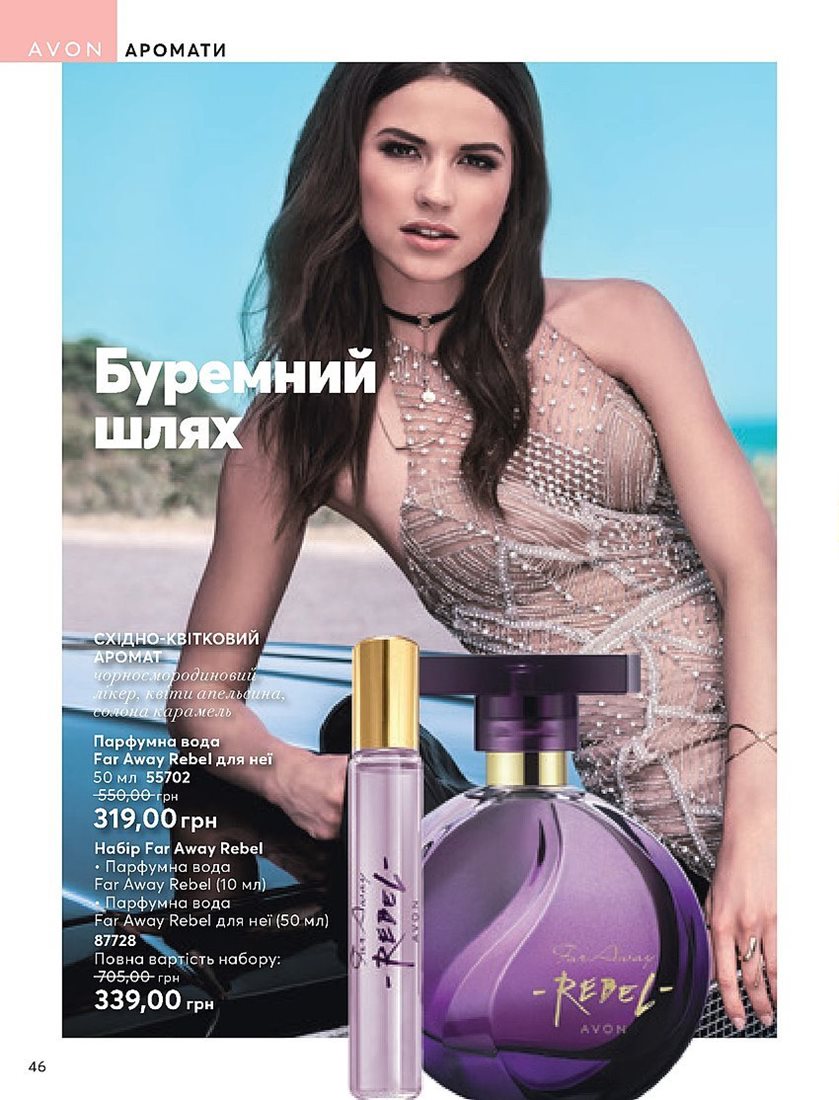 AVON АРОМАТИ
Буремний
шлях
СХІДНО-КВІТКОВИЙ
АРОМАТ
чорносмородиновий
лікер, квіти апельсина,
солона карамель
Парфумна вода
Far Away Rebel для неї
50 мл 55702
550,00 грн
319,00 грн
Набір Far Away Rebel
• Парфумна вода
Far Away Rebel (10 мл)
• Парфумна вода
Far Away Rebel для неї (50 мл)
87728
Повна вартість набору:
705,00 грн
339,00 грн
Far Away
-REBEL-
AVON
Far Away
-REBEL-
AVON
46